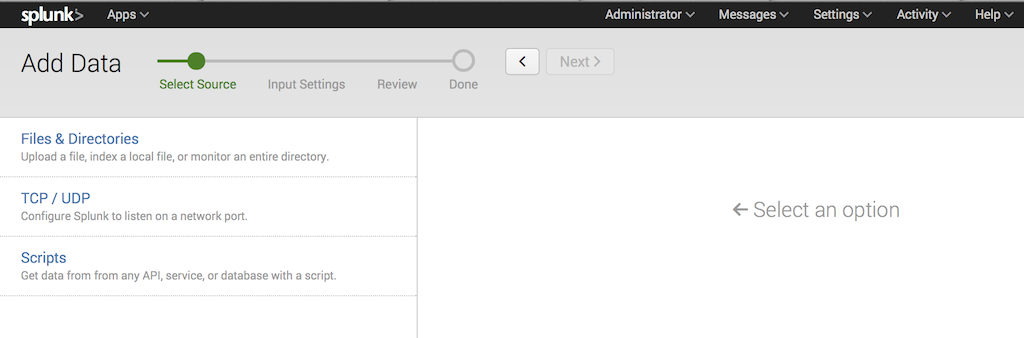 splunk> Apps Administrator Messages Settings Activity Help
Add Data
Select Source Input Settings Review Done
< Next >
Files & Directories
Upload a file, index a local file, or monitor an entire directory.
TCP / UDP
Configure Splunk to listen on a network port.
Scripts
Get data from from any API, service, or database with a script.
← Select an option